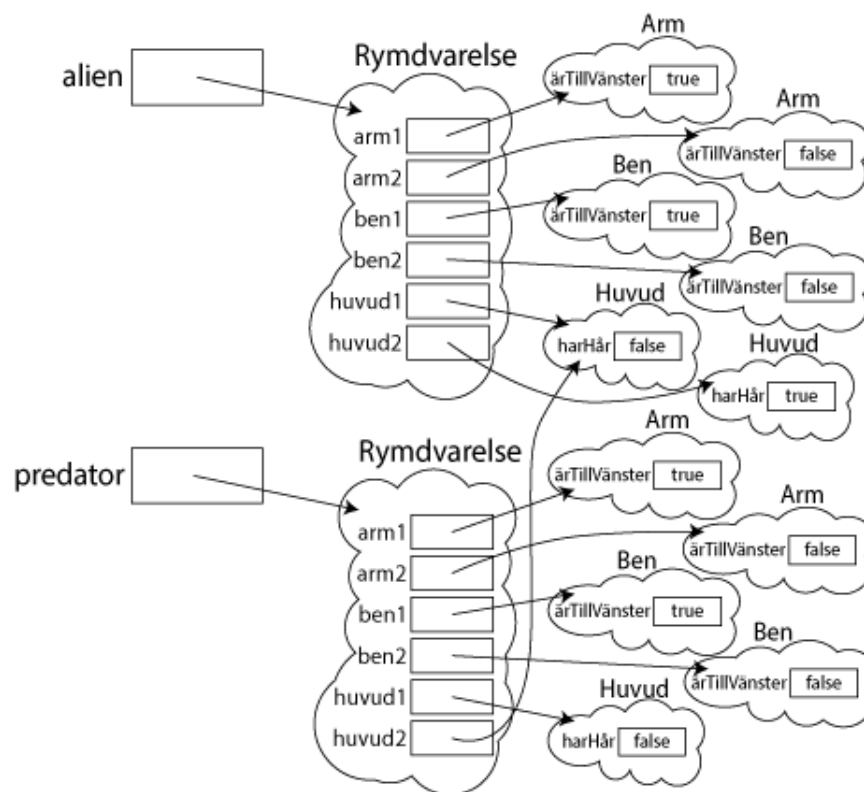 alien
Rymdvarelse
arm1
arm2
ben1
ben2
huvud1
huvud2
Arm
ärTillVänster true
Arm
ärTillVänster false
Ben
ärTillVänster true
Ben
ärTillVänster false
Huvud
harHår false
Huvud
harHår true
predator
Rymdvarelse
arm1
arm2
ben1
ben2
huvud1
huvud2
Arm
ärTillVänster true
Arm
ärTillVänster false
Ben
ärTillVänster true
Ben
ärTillVänster false
Huvud
harHår false